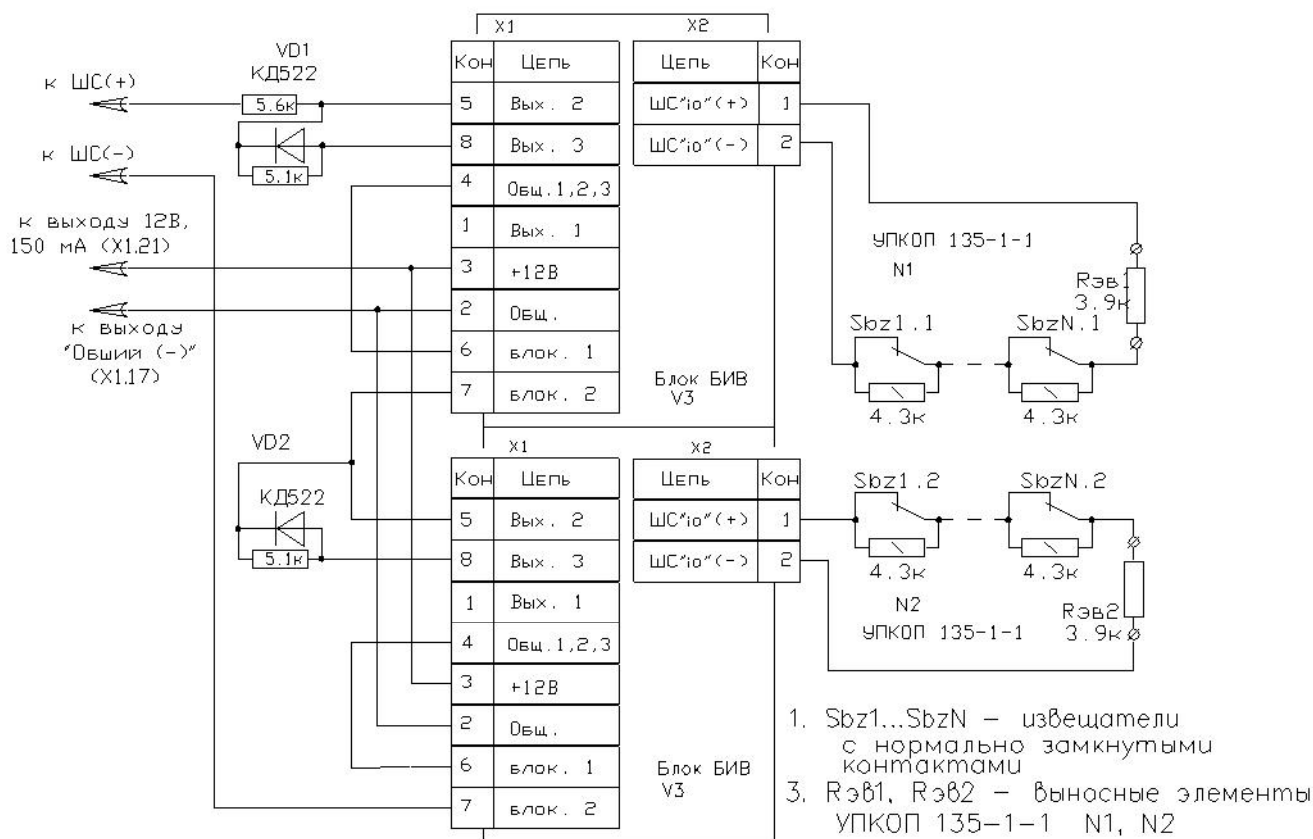 X1 X2
VD1
КД522
к ШС(+)
5.6к
к ШС(-)
5.1к
к выходу 12В,
150 мА (X1.21)
к выходу
"Обший (-)"
(X1.17)
Кон Цепь
5 Вых. 2
8 Вых. 3
4 Общ.1,2,3
1 Вых. 1
3 +12В
2 Общ.
6 блок. 1
7 блок. 2
Цепь Кон
ШС"io"(+) 1
ШС"io"(-) 2
Блок БИВ
V3
УПКОП 135-1-1
N1
Rэв1
3.9к
Sbz1.1 SbzN.1
4.3к 4.3к
VD2
КД522
5.1к
X1 X2
Кон Цепь
5 Вых. 2
8 Вых. 3
1 Вых. 1
4 Общ.1,2,3
3 +12В
2 Общ.
6 блок. 1
7 блок. 2
Цепь Кон
ШС"io"(+) 1
ШС"io"(-) 2
Блок БИВ
V3
Sbz1.2 SbzN.2
4.3к 4.3к
N2
УПКОП 135-1-1
Rэв2
3.9к
1. Sbz1...SbzN – извещатели
с нормально замкнутыми
контактами
3. Rэв1, Rэв2 – выносные элементы
УПКОП 135-1-1 N1, N2